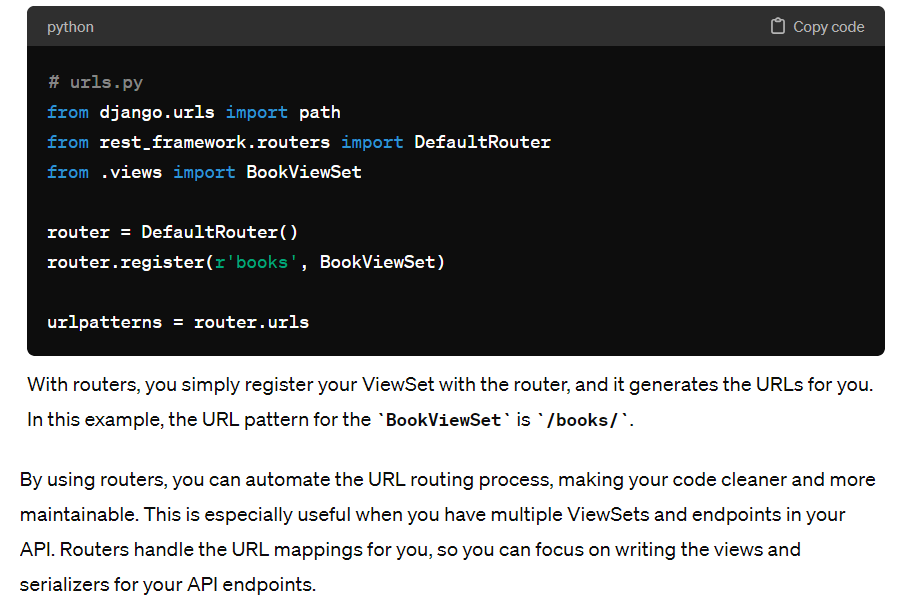 python
Copy code
# urls.py
from django.urls import path
from rest_framework.routers import DefaultRouter
from .views import BookViewSet
router = DefaultRouter()
router.register(r'books', BookViewSet)
urlpatterns = router.urls
With routers, you simply register your ViewSet with the router, and it generates the URLs for you.
In this example, the URL pattern for the `BookViewSet` is `/books/`.
By using routers, you can automate the URL routing process, making your code cleaner and more
maintainable. This is especially useful when you have multiple ViewSets and endpoints in your
API. Routers handle the URL mappings for you, so you can focus on writing the views and
serializers for your API endpoints.